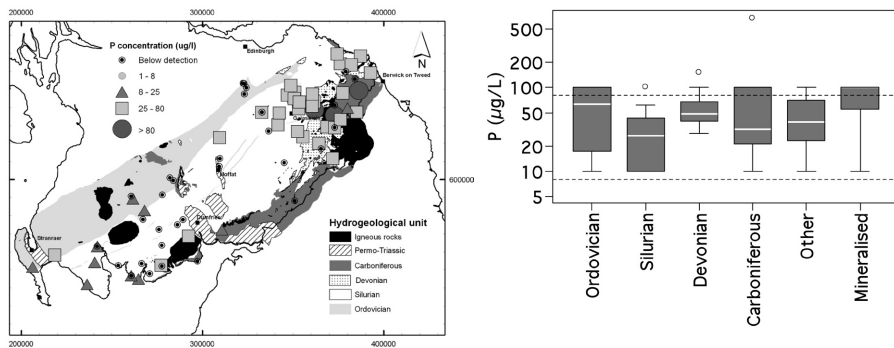 200000 300000 400000
P concentration (ug/l)
Below detection
1 - 8
8 - 25
25 - 80
> 80
Edinburgh
N
Berwick on Tweed
Moffat
600000
Dumfries
Stranraer
Hydrogeological unit
Igneous rocks
Permo-Triassic
Carboniferous
Devonian
Silurian
Ordovician
200000 300000 400000
P (µg/L)
500
100
50
20
10
5
Ordovician
Silurian
Devonian
Carboniferous
Other
Mineralised